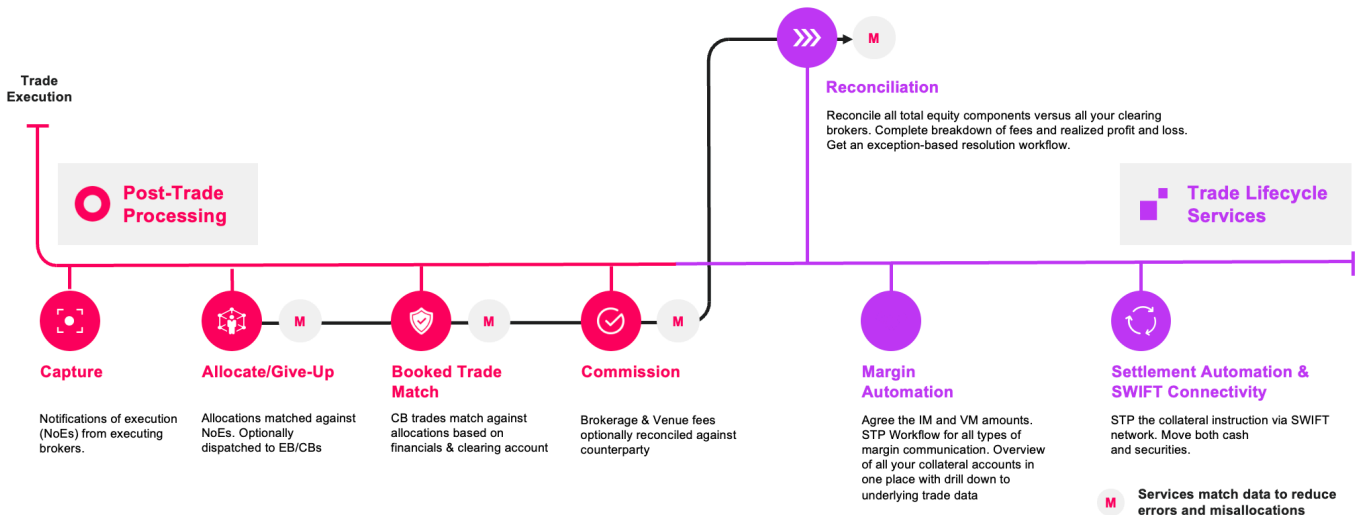 Trade
Execution
M
Reconciliation
Reconcile all total equity components versus all your clearing
brokers. Complete breakdown of fees and realized profit and loss.
Get an exception-based resolution workflow.
Post-Trade
Processing
Trade Lifecycle
Services
M
M
M
Capture
Notifications of execution
(NoEs) from executing
brokers.
Allocate/Give-Up
Allocations matched against
NoEs. Optionally
dispatched to EB/CBs
Booked Trade
Match
CB trades match against
allocations based on
financials & clearing account
Commission
Brokerage & Venue fees
optionally reconciled against
counterparty
Margin
Automation
Agree the IM and VM amounts.
STP Workflow for all types of
margin communication. Overview
of all your collateral accounts in
one place with drill down to
underlying trade data
Settlement Automation &
SWIFT Connectivity
STP the collateral instruction via SWIFT
network. Move both cash
and securities.
M
Services match data to reduce
errors and misallocations